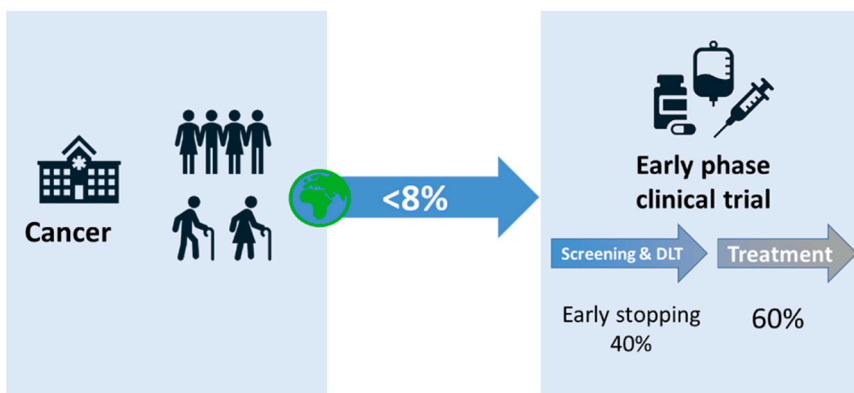 Cancer
<8%
Early phase
clinical trial
Screening & DLT
Treatment
Early stopping
40%
60%